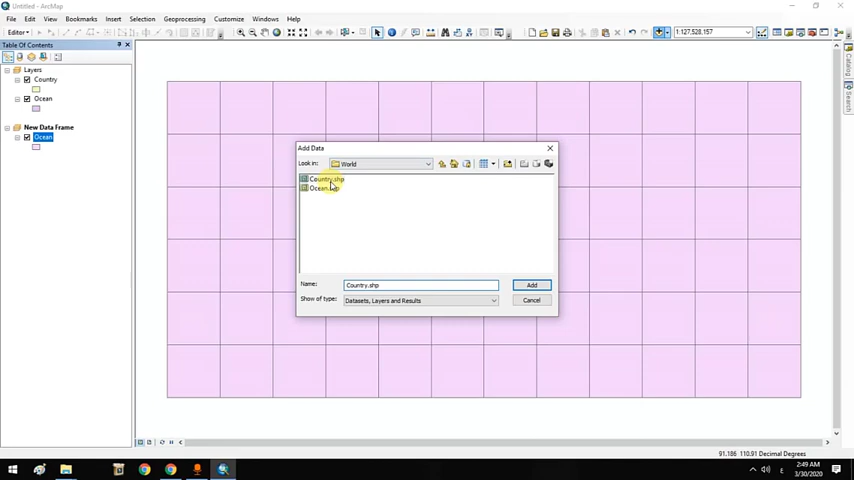 Untitled - ArcMap
File Edit View Bookmarks Insert Selection Geoprocessing Customize Windows Help
Editor
1:127,528,157
Table Of Contents
Layers
Country
Ocean
New Data Frame
Ocean
Add Data
Look in: World
Country.shp
Name: Country.shp
Add
Show of type: Datasets, Layers and Results
Cancel
Catalog
Search
91.186 110.91 Decimal Degrees
2:49 AM
3/30/2020